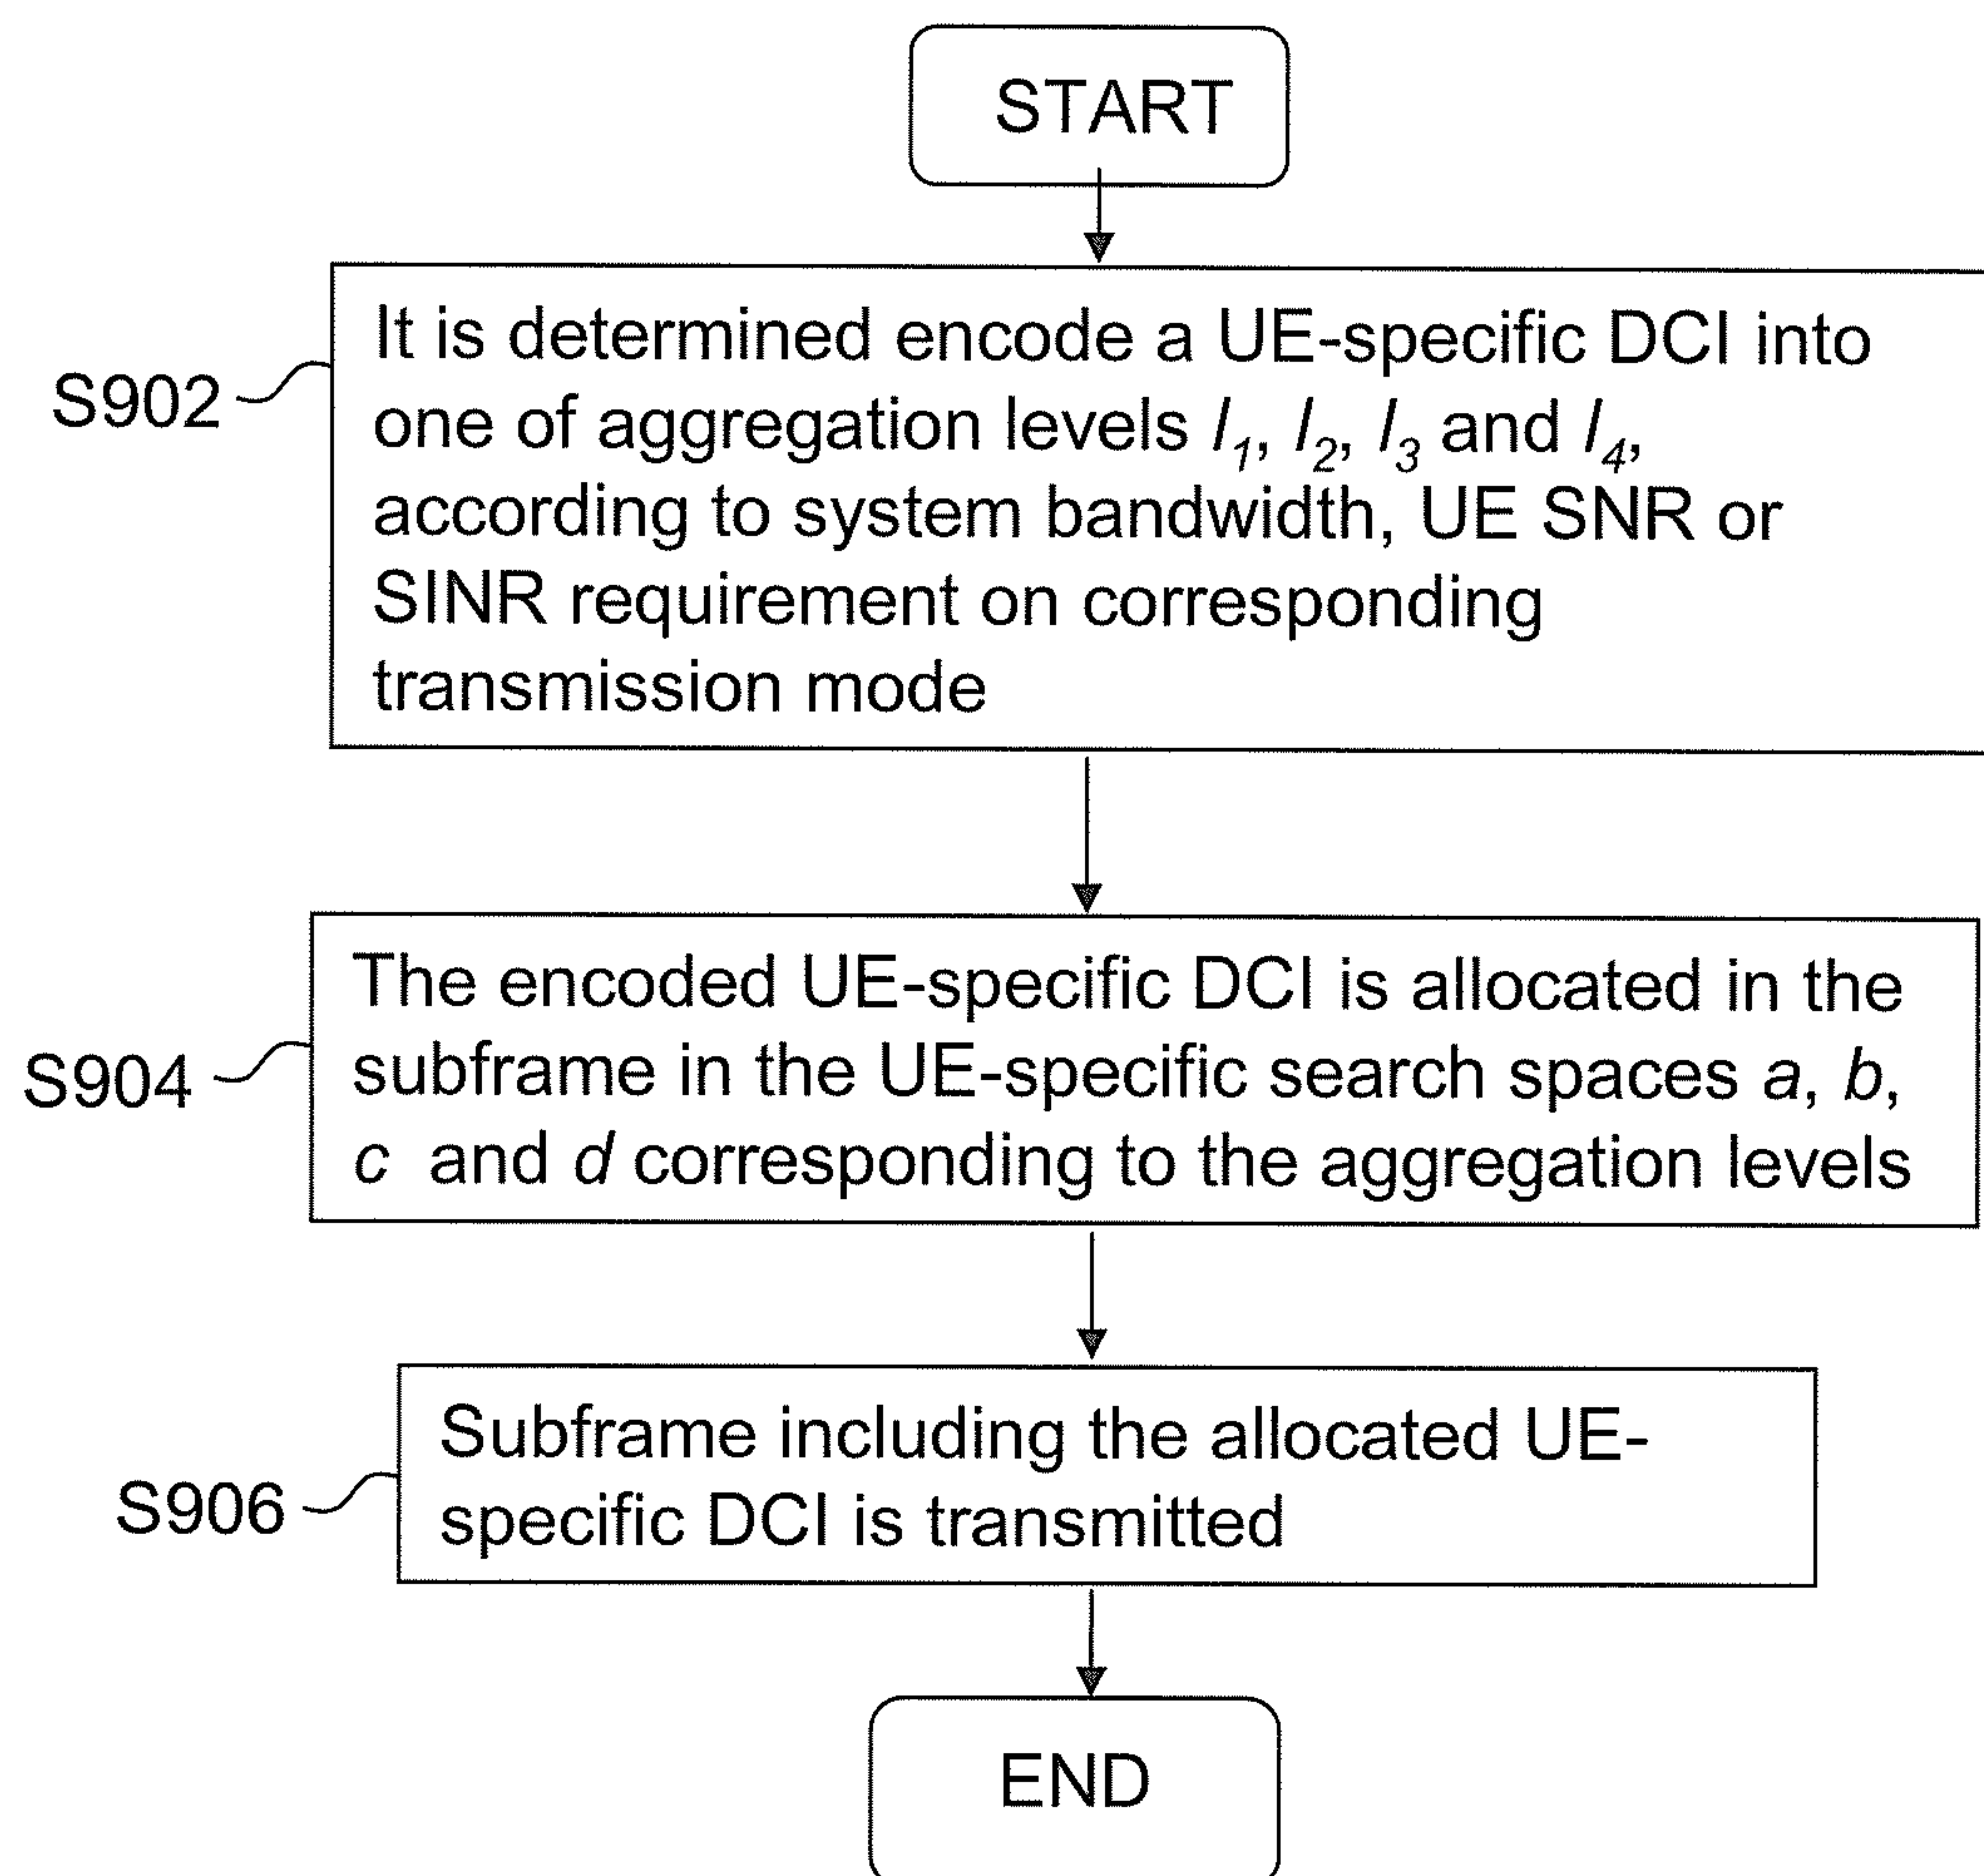 START
S902
It is determined encode a UE-specific DCI into
one of aggregation levels l1, l2, l3 and l4,
according to system bandwidth, UE SNR or
SINR requirement on corresponding
transmission mode
S904
The encoded UE-specific DCI is allocated in the
subframe in the UE-specific search spaces a, b,
c and d corresponding to the aggregation levels
S906
Subframe including the allocated UE-
specific DCI is transmitted
END